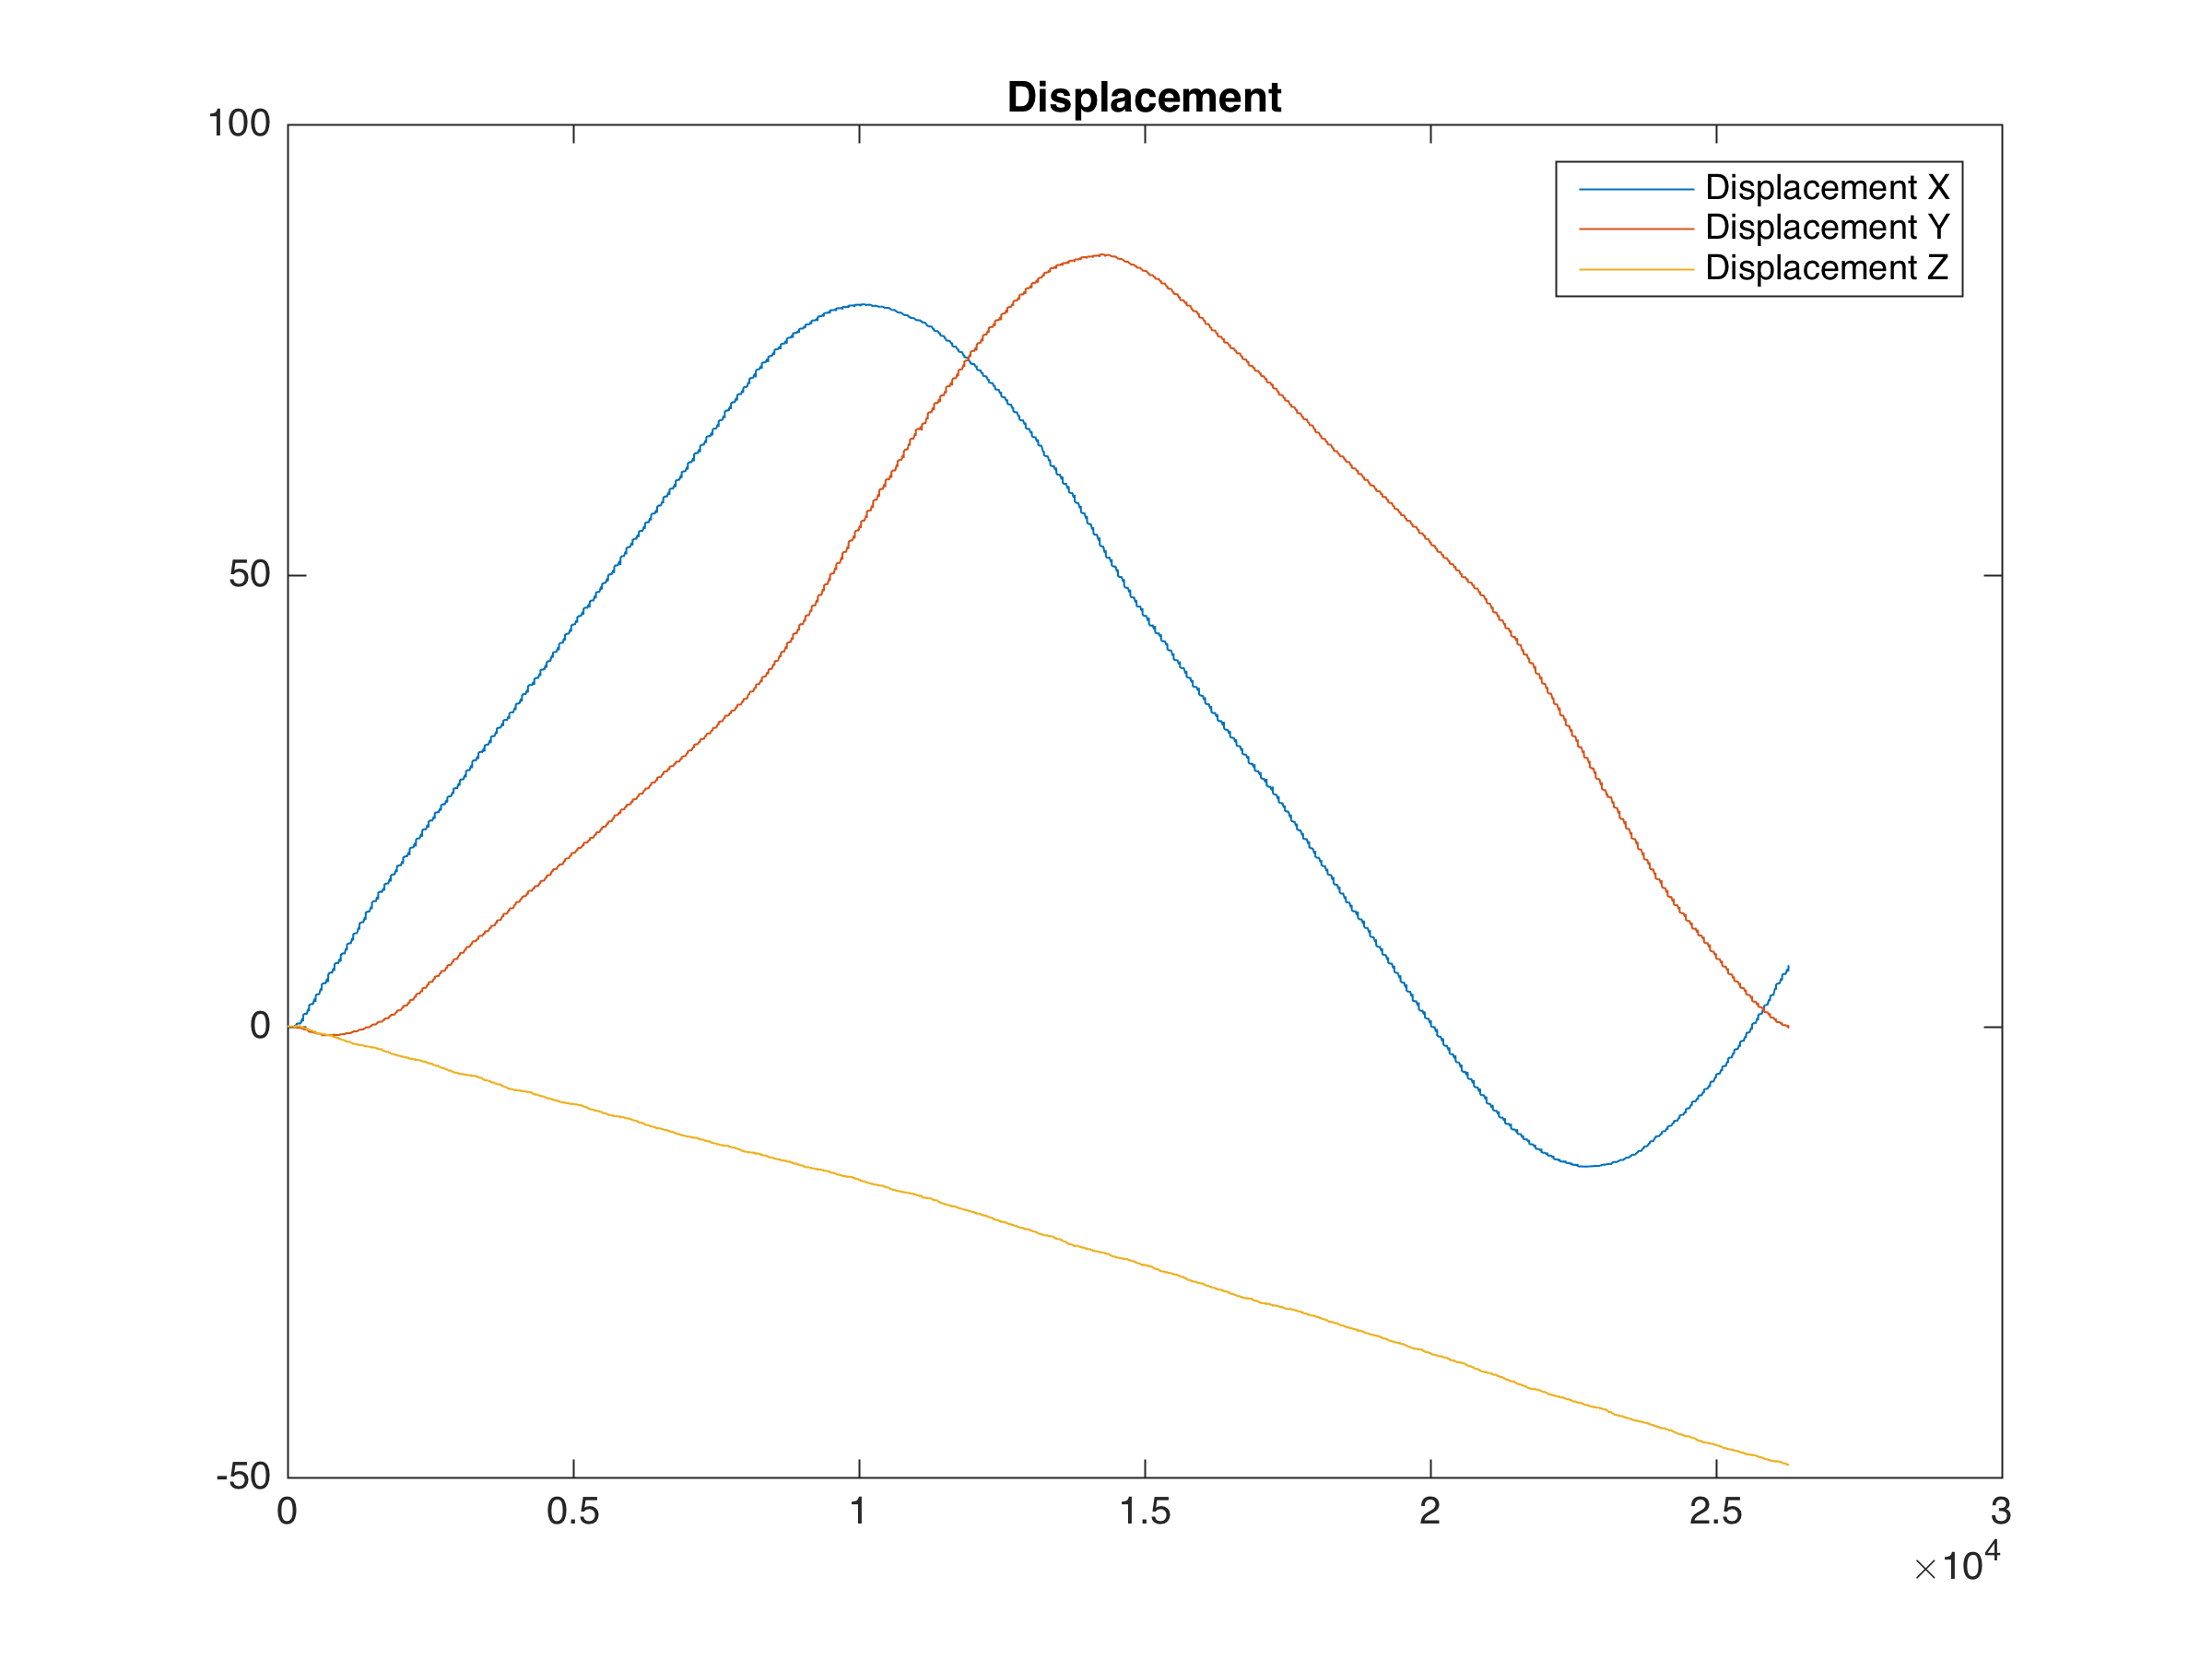 Displacement
100
50
0
-50
Displacement X
Displacement Y
Displacement Z
0 0.5 1 1.5 2 2.5 3
×10⁴